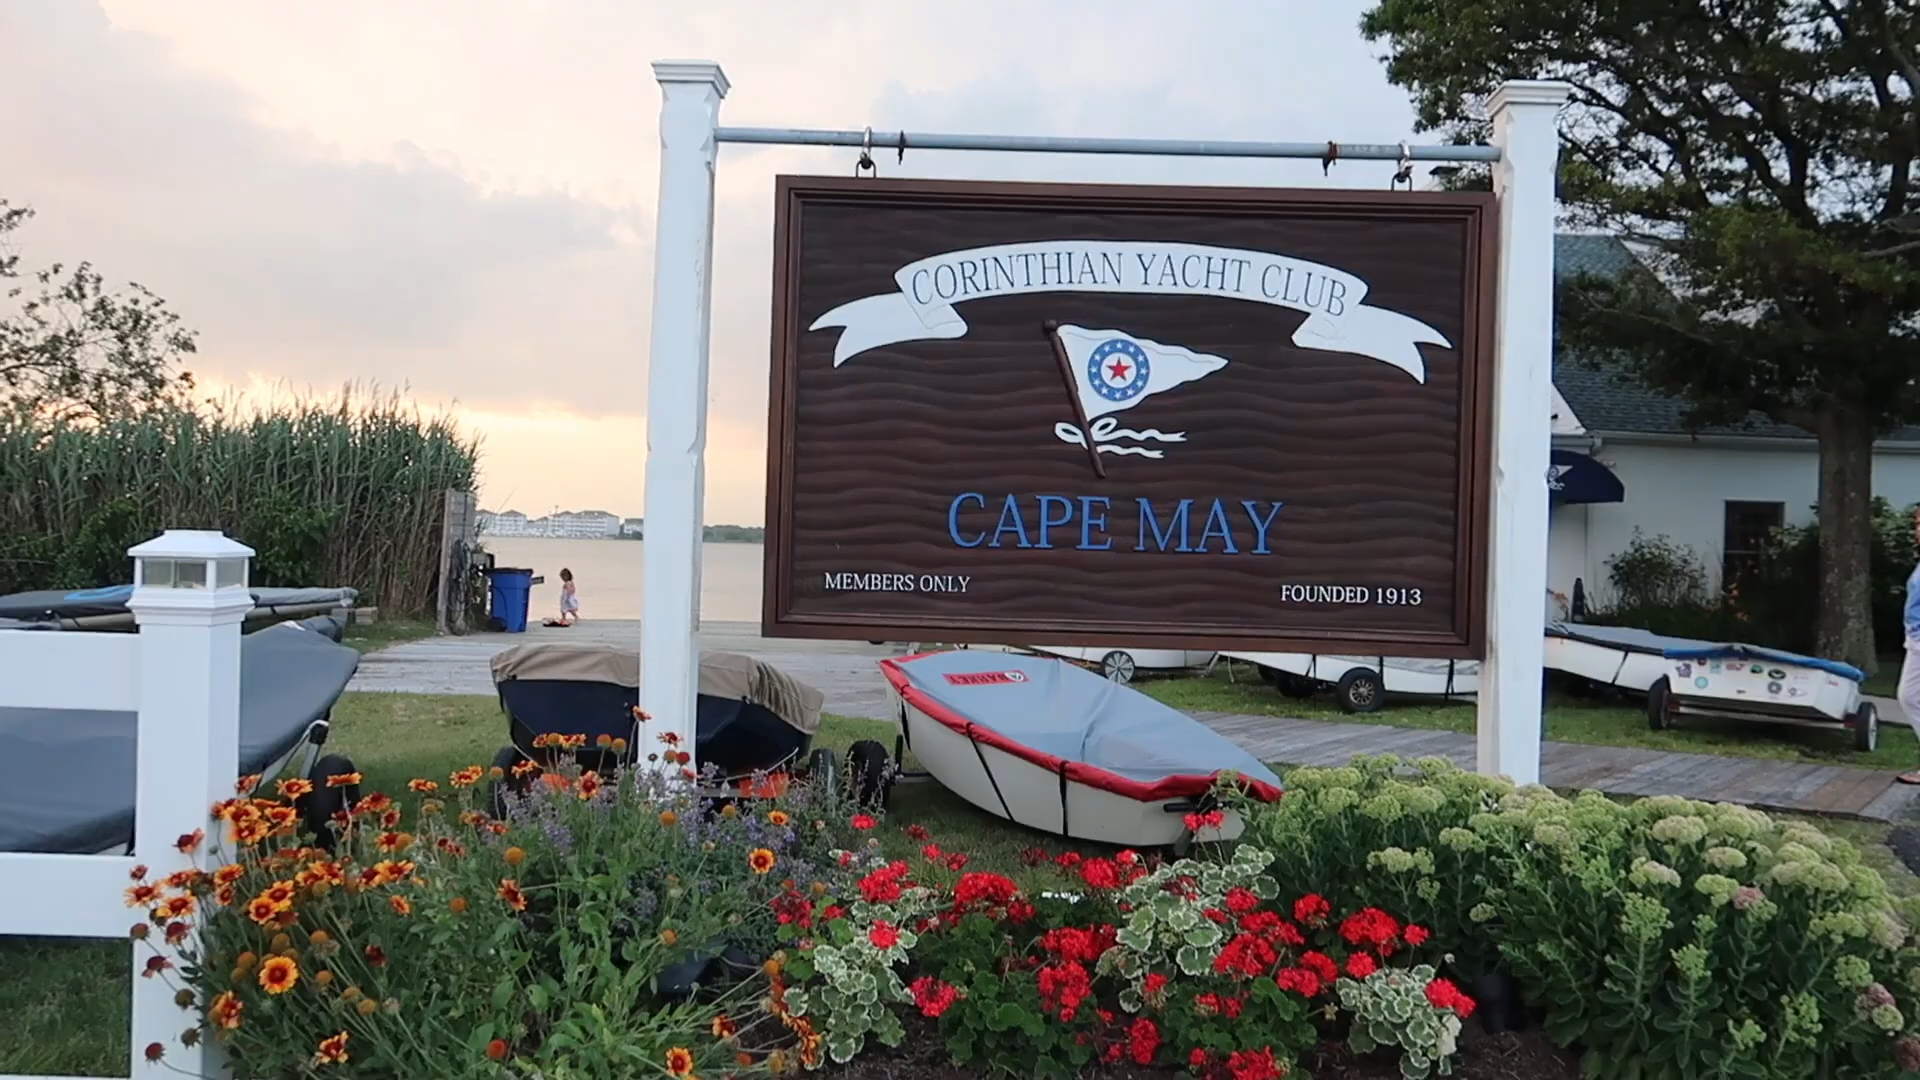 CORINTHIAN YACHT CLUB
CAPE MAY
MEMBERS ONLY
FOUNDED 1913